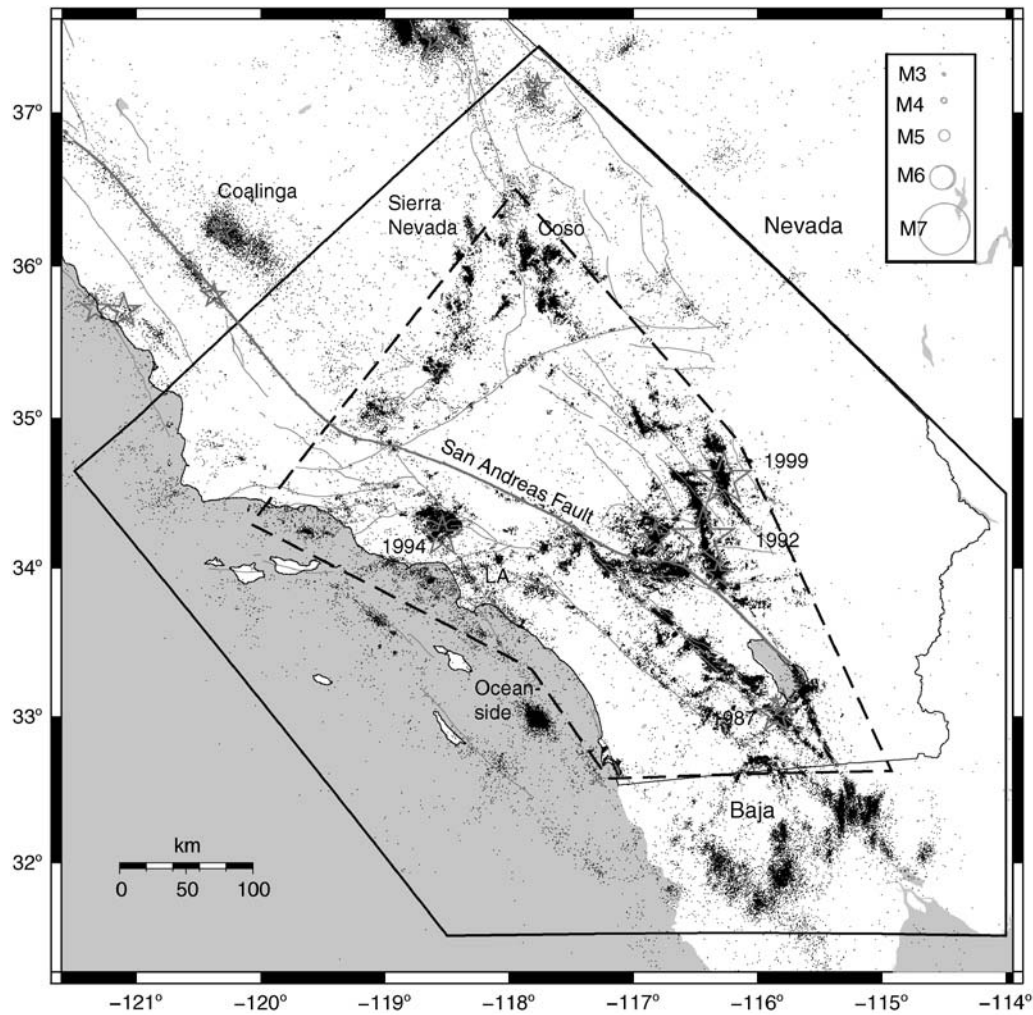 37°
36°
35°
34°
33°
32°
M3
M4
M5
M6
M7
Coalinga
Sierra
Nevada
Coso
Nevada
San Andreas Fault
1999
1992
1994
LA
Ocean-
side
1987
Baja
km
0 50 100
−121° −120° −119° −118° −117° −116° −115° −114°